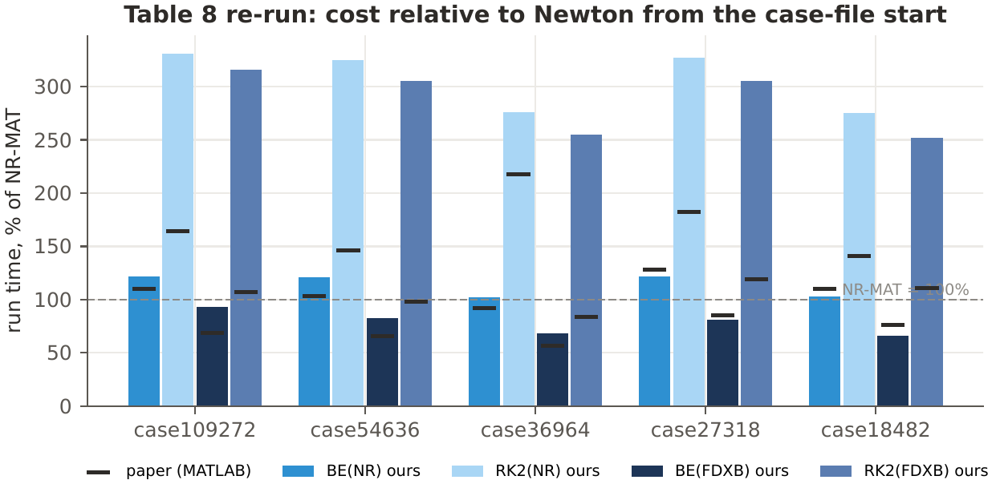 Table 8 re-run: cost relative to Newton from the case-file start
run time, % of NR-MAT
300
250
200
150
100
50
0
NR-MAT = 100%
case109272
case54636
case36964
case27318
case18482
paper (MATLAB)
BE(NR) ours
RK2(NR) ours
BE(FDXB) ours
RK2(FDXB) ours